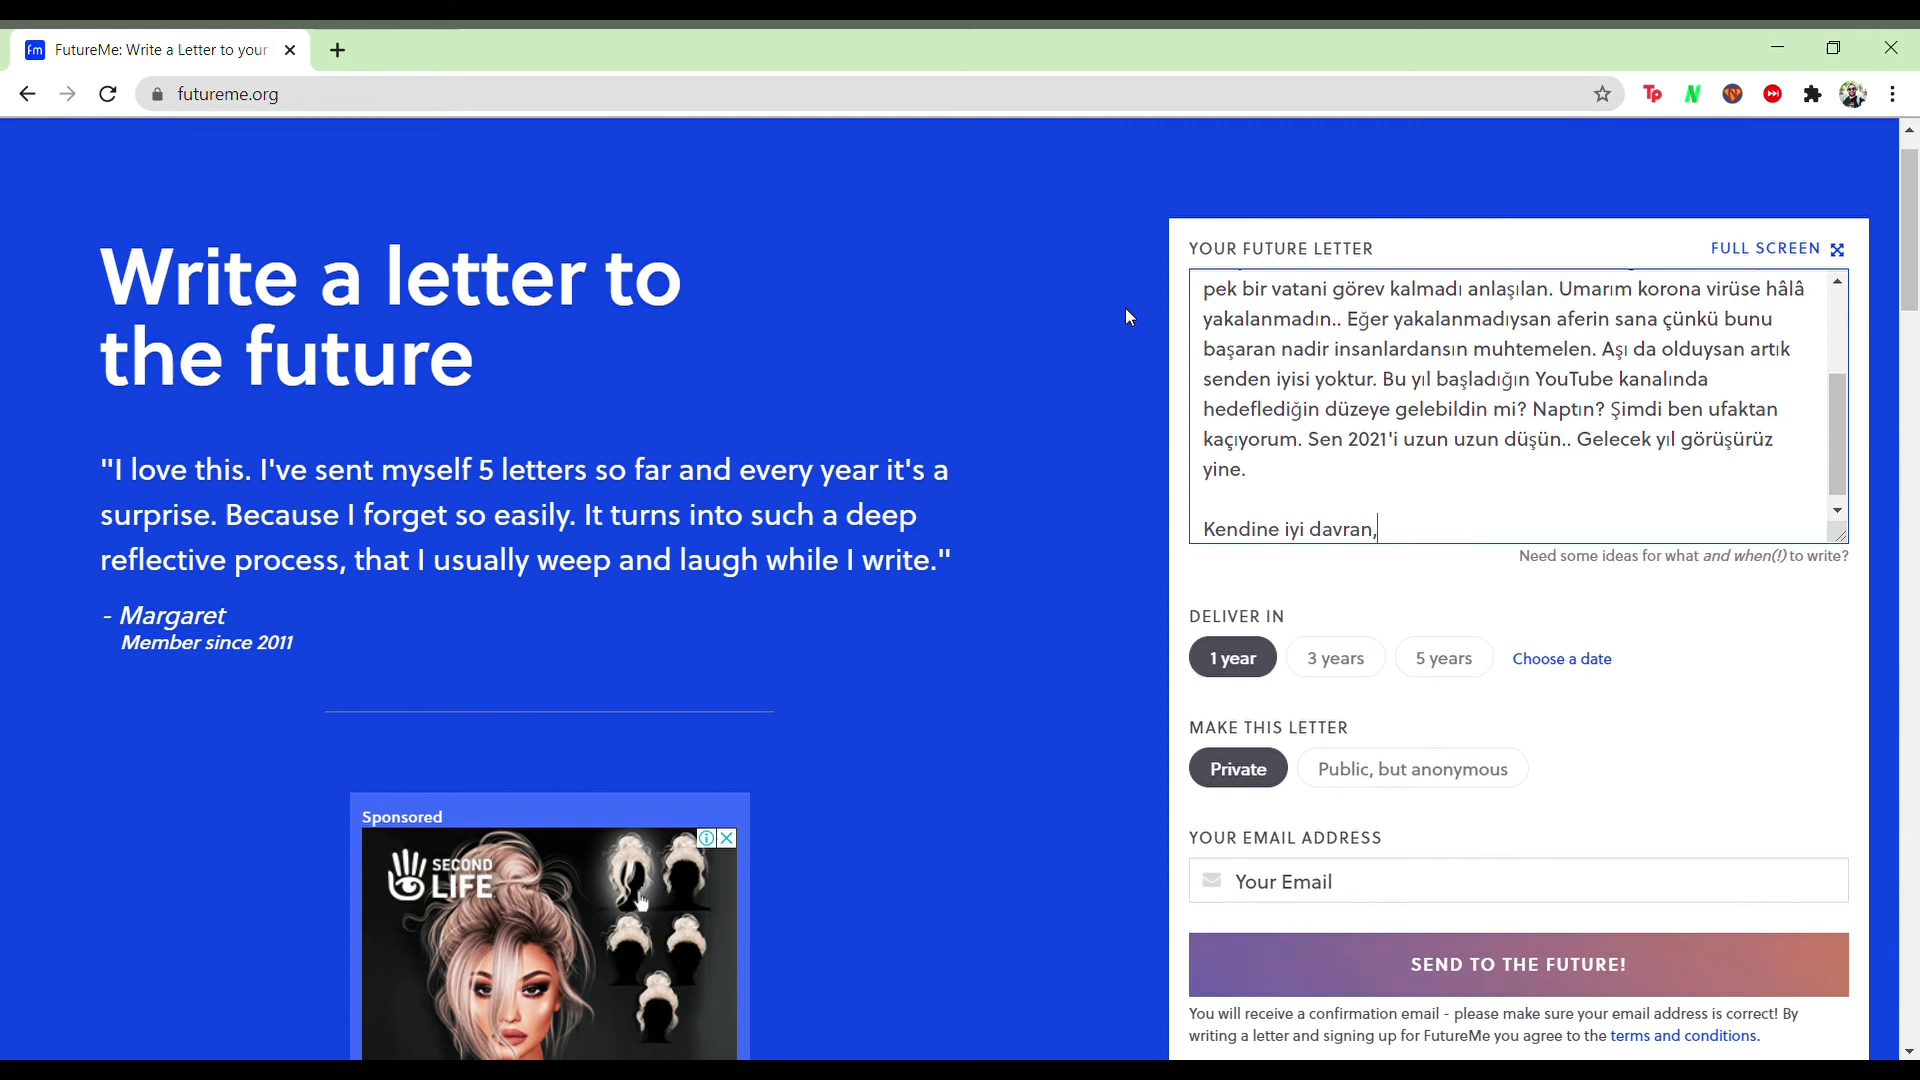 fm FutureMe: Write a Letter to your
futureme.org
Tp N
Write a letter to
the future
"I love this. I've sent myself 5 letters so far and every year it's a
surprise. Because I forget so easily. It turns into such a deep
reflective process, that I usually weep and laugh while I write."
- Margaret
Member since 2011
Sponsored
SECOND
LIFE
YOUR FUTURE LETTER
FULL SCREEN
pek bir vatani görev kalmadı anlaşılan. Umarım korona virüse hâlâ
yakalanmadın.. Eğer yakalanmadıysan aferin sana çünkü bunu
başaran nadir insanlardansın muhtemelen. Aşı da olduysan artık
senden iyisi yoktur. Bu yıl başladığın YouTube kanalında
hedeflediğin düzeye gelebildin mi? Naptın? Şimdi ben ufaktan
kaçıyorum. Sen 2021'i uzun uzun düşün.. Gelecek yıl görüşürüz
yine.
Kendine iyi davran,
Need some ideas for what and when(!) to write?
DELIVER IN
1 year 3 years 5 years Choose a date
MAKE THIS LETTER
Private Public, but anonymous
YOUR EMAIL ADDRESS
Your Email
SEND TO THE FUTURE!
You will receive a confirmation email - please make sure your email address is correct! By
writing a letter and signing up for FutureMe you agree to the terms and conditions.